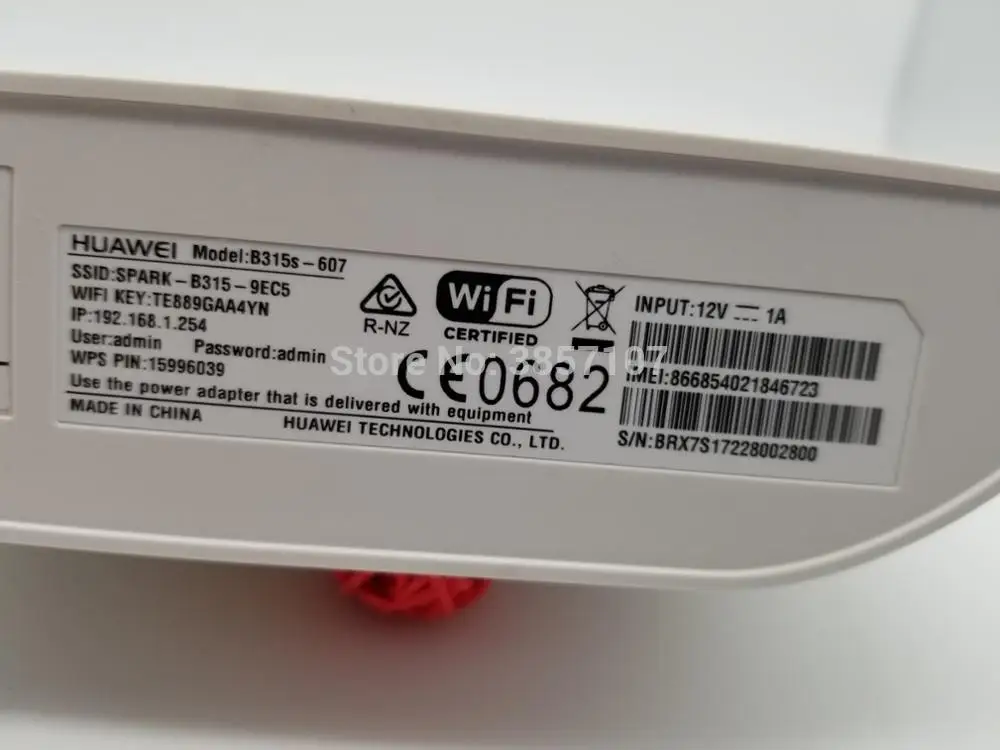 HUAWEI Model:B315s-607
SSID:SPARK-B315-9EC5
WIFI KEY:TE889GAA4YN
IP:192.168.1.254
User:admin Password:admin
WPS PIN:15996039
Use the power adapter that is delivered with equipment
MADE IN CHINA HUAWEI TECHNOLOGIES CO., LTD.
R-NZ
Wi Fi
CERTIFIED
CE0682
INPUT:12V 1A
IMEI:866854021846723
S/N:BRX7S17228002800
Store No: 3857107